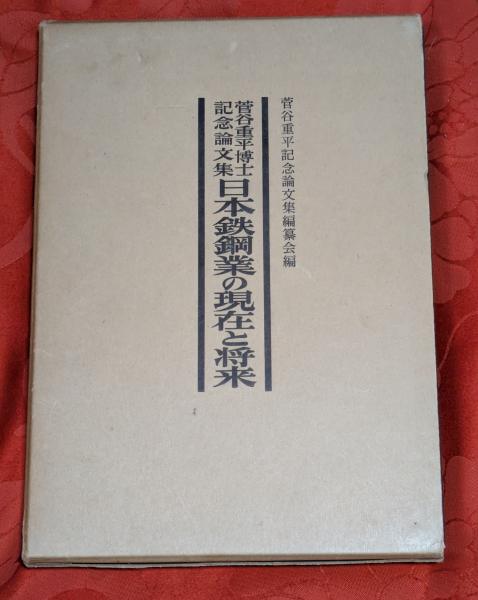 菅谷重平記念論文集編纂会編
菅谷重平博士
記念論文集
日本鉄鋼業の現在と将来